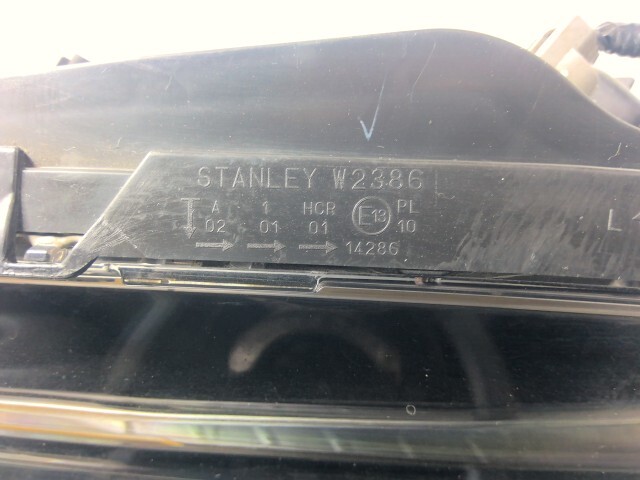 STANLEY W2386
A 1 HCR E13 PL
02 01 01 10
→ → → 14286
L